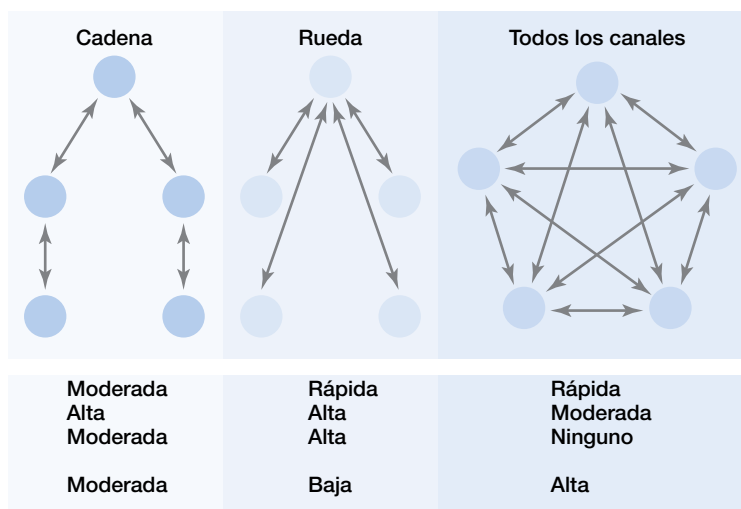 Cadena Rueda Todos los canales
Moderada Rápida Rápida
Alta Alta Moderada
Moderada Alta Ninguno
Moderada Baja Alta